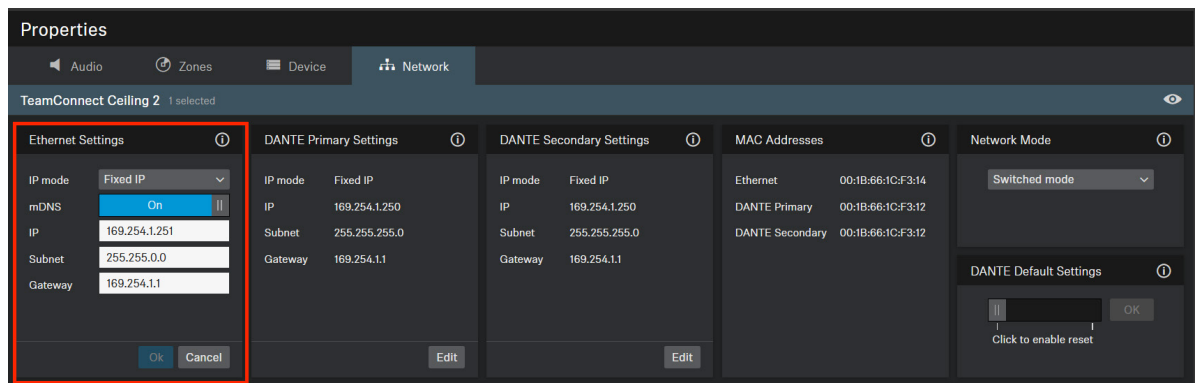 Properties
Audio
Zones
Device
Network
TeamConnect Ceiling 2 1 selected
Ethernet Settings
IP mode Fixed IP
mDNS On
IP 169.254.1.251
Subnet 255.255.0.0
Gateway 169.254.1.1
Ok Cancel
DANTE Primary Settings
IP mode Fixed IP
IP 169.254.1.250
Subnet 255.255.255.0
Gateway 169.254.1.1
Edit
DANTE Secondary Settings
IP mode Fixed IP
IP 169.254.1.250
Subnet 255.255.255.0
Gateway 169.254.1.1
Edit
MAC Addresses
Ethernet 00:1B:66:1C:F3:14
DANTE Primary 00:1B:66:1C:F3:12
DANTE Secondary 00:1B:66:1C:F3:12
Network Mode
Switched mode
DANTE Default Settings
OK
Click to enable reset